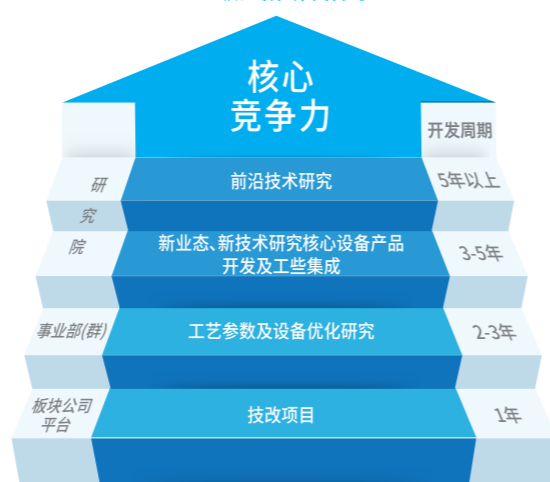 核心
竞争力
开发周期
研
前沿技术研究
5年以上
究
院
新业态、新技术研究核心设备产品
开发及工些集成
3-5年
事业部(群)
工艺参数及设备优化研究
2-3年
板块公司
平台
技改项目
1年